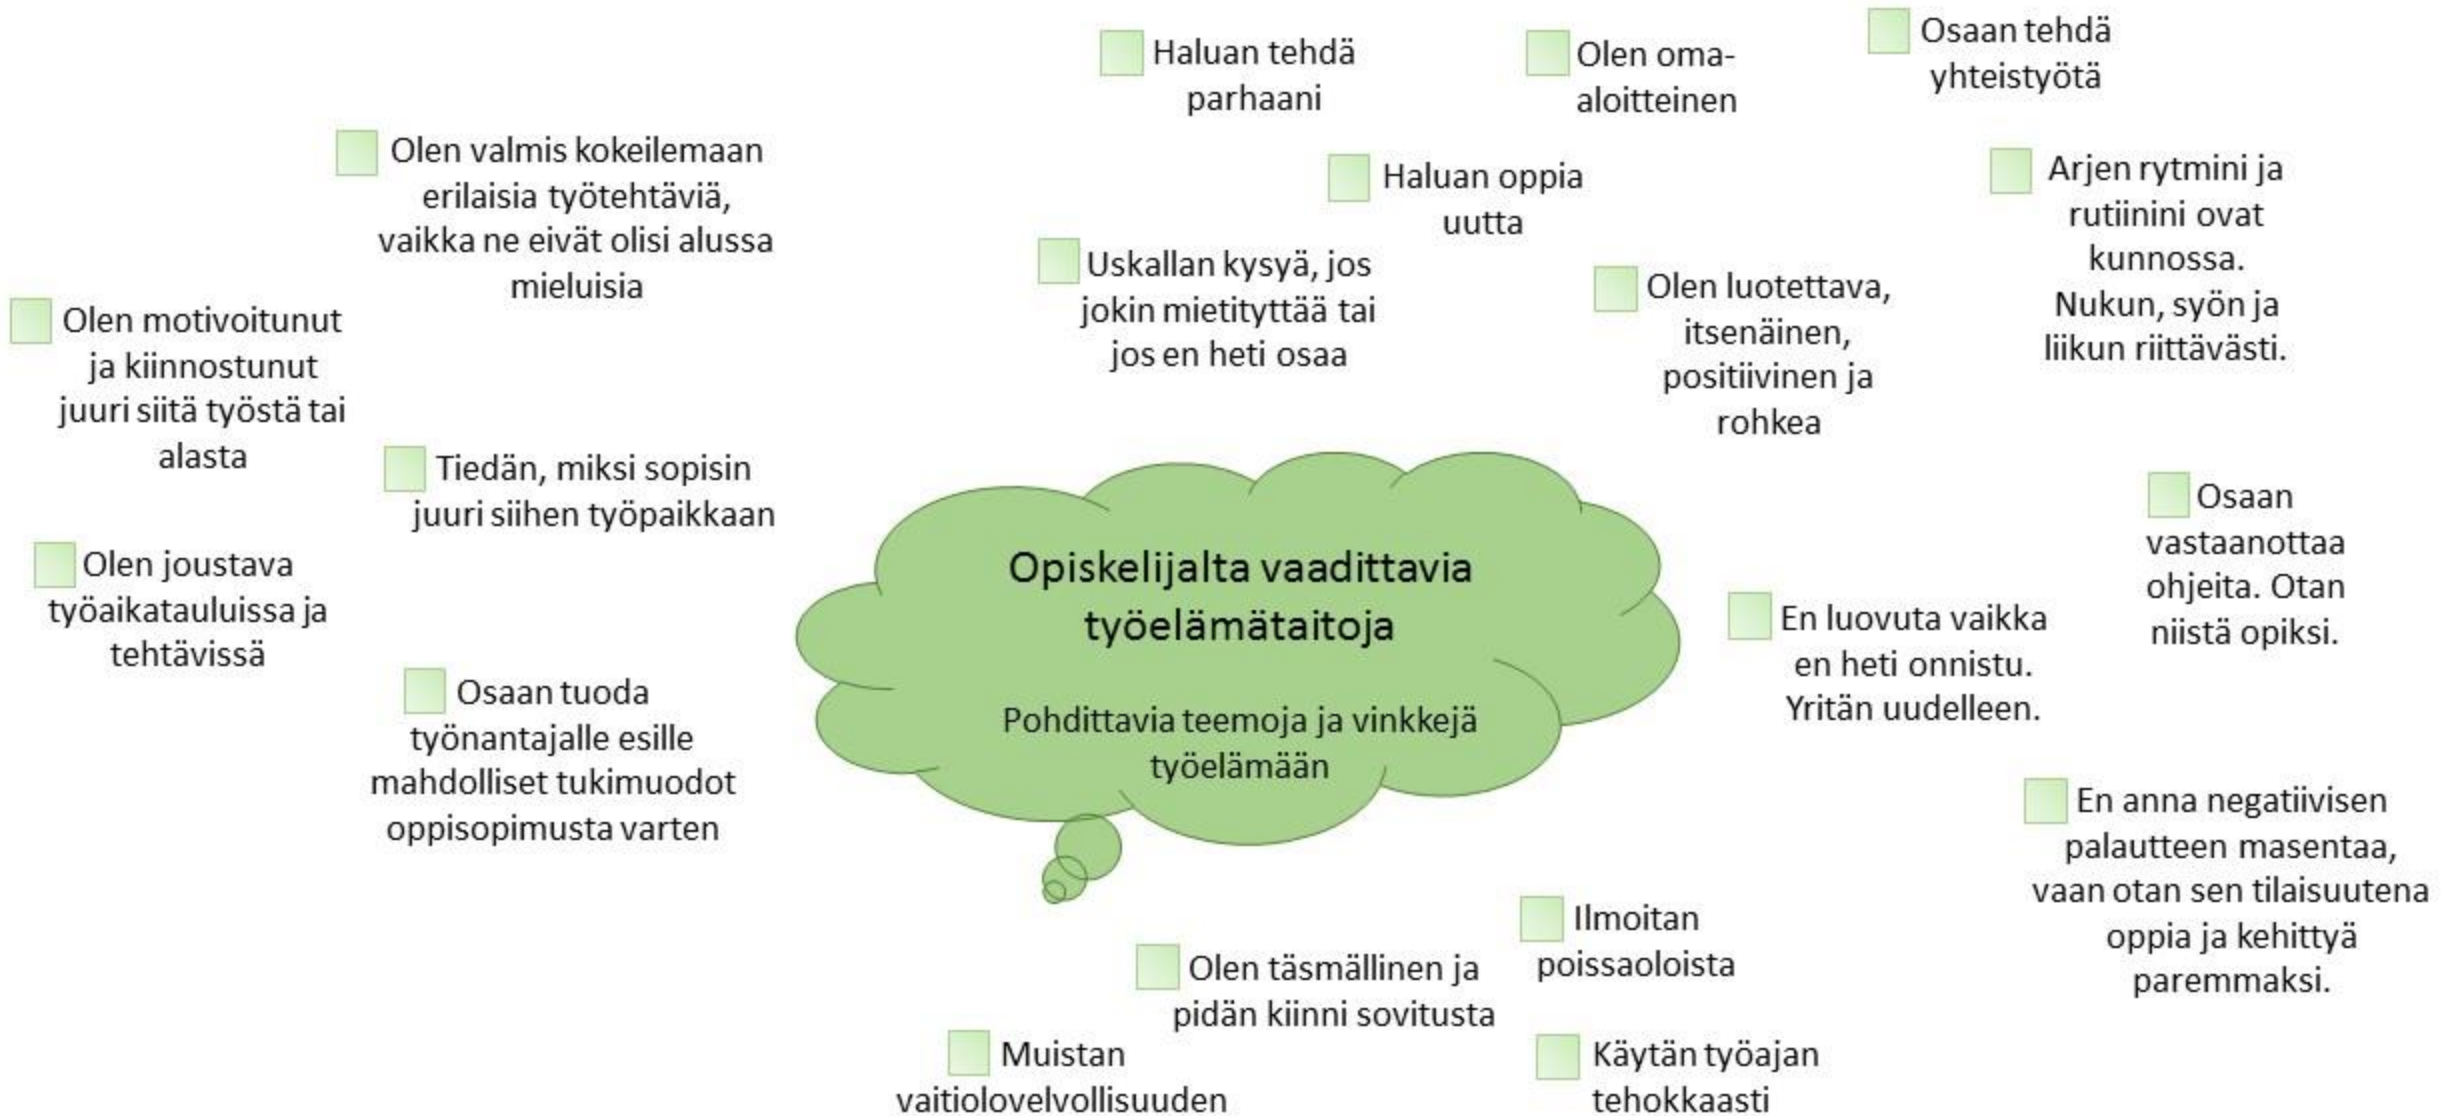 Haluan tehdä
parhaani
Olen oma-
aloitteinen
Osaan tehdä
yhteistyötä
Olen valmis kokeilemaan
erilaisia työtehtäviä,
vaikka ne eivät olisi alussa
mieluisia
Haluan oppia
uutta
Arjen rytmini ja
rutiinini ovat
kunnossa.
Nukun, syön ja
liikun riittävästi.
Uskallan kysyä, jos
jokin mietityttää tai
jos en heti osaa
Olen luotettava,
itsenäinen,
positiivinen ja
rohkea
Olen motivoitunut
ja kiinnostunut
juuri siitä työstä tai
alasta
Tiedän, miksi sopisin
juuri siihen työpaikkaan
Olen joustava
työaikatauluissa ja
tehtävissä
Osaan tuoda
työnantajalle esille
mahdolliset tukimuodot
oppisopimusta varten
Opiskelijalta vaadittavia
työelämätaitoja
Pohdittavia teemoja ja vinkkejä
työelämään
Osaan
vastaanottaa
ohjeita. Otan
niistä opiksi.
En luovuta vaikka
en heti onnistu.
Yritän uudelleen.
En anna negatiivisen
palautteen masentaa,
vaan otan sen tilaisuutena
oppia ja kehittyä
paremmaksi.
Ilmoitan
poissaoloista
Olen täsmällinen ja
pidän kiinni sovitusta
Muistan
vaitiolovelvollisuuden
Käytän työajan
tehokkaasti